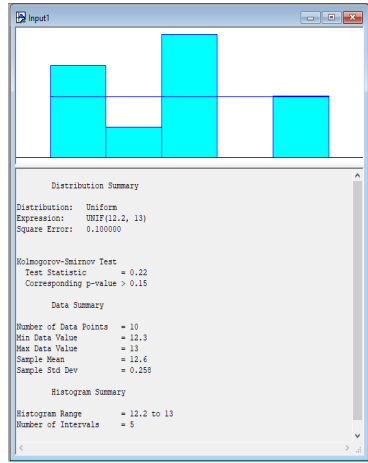 Input1
Distribution Summary
Distribution: Uniform
Expression: UNIF(12.2, 13)
Square Error: 0.100000
Kolmogorov-Smirnov Test
Test Statistic = 0.22
Corresponding p-value > 0.15
Data Summary
Number of Data Points = 10
Min Data Value = 12.3
Max Data Value = 13
Sample Mean = 12.6
Sample Std Dev = 0.258
Histogram Summary
Histogram Range = 12.2 to 13
Number of Intervals = 5